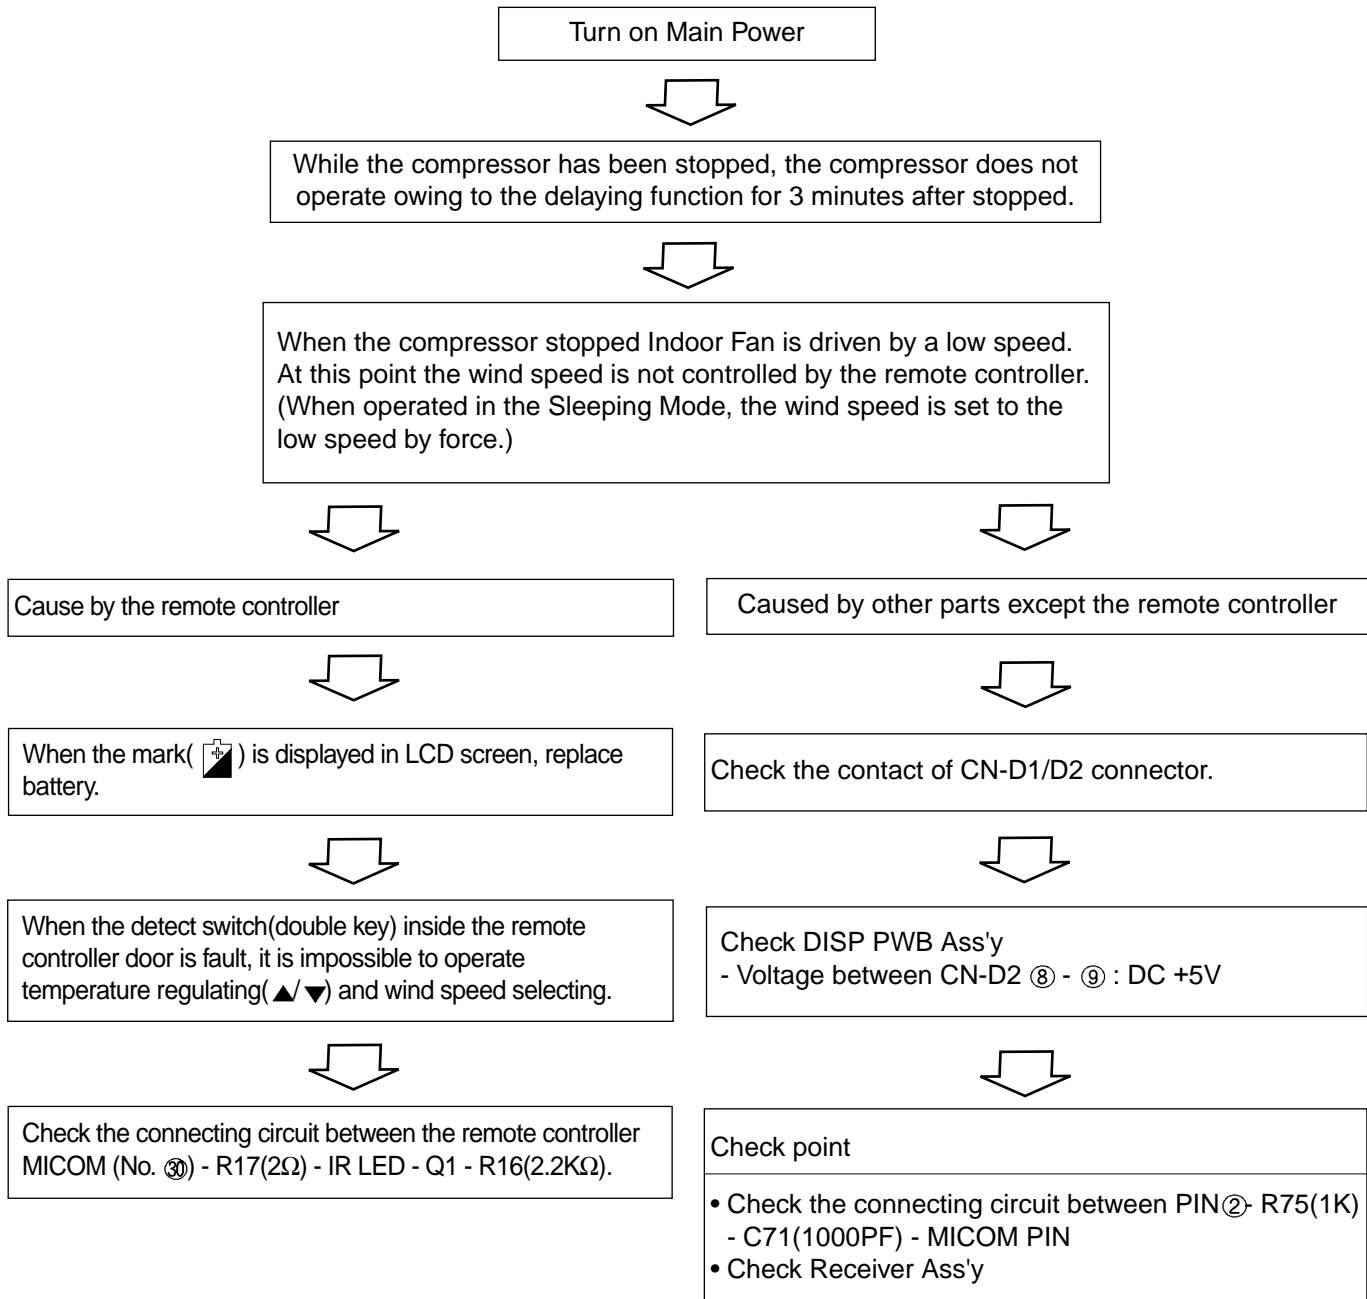 Turn on Main Power
While the compressor has been stopped, the compressor does not
operate owing to the delaying function for 3 minutes after stopped.
When the compressor stopped Indoor Fan is driven by a low speed.
At this point the wind speed is not controlled by the remote controller.
(When operated in the Sleeping Mode, the wind speed is set to the
low speed by force.)
Cause by the remote controller
When the mark( ) is displayed in LCD screen, replace
battery.
When the detect switch(double key) inside the remote
controller door is fault, it is impossible to operate
temperature regulating(▲/▼) and wind speed selecting.
Check the connecting circuit between the remote controller
MICOM (No. ㉚) - R17(2Ω) - IR LED - Q1 - R16(2.2KΩ).
Caused by other parts except the remote controller
Check the contact of CN-D1/D2 connector.
Check DISP PWB Ass'y
- Voltage between CN-D2 ⑧ - ⑨ : DC +5V
Check point
• Check the connecting circuit between PIN②- R75(1K)
- C71(1000PF) - MICOM PIN
• Check Receiver Ass'y